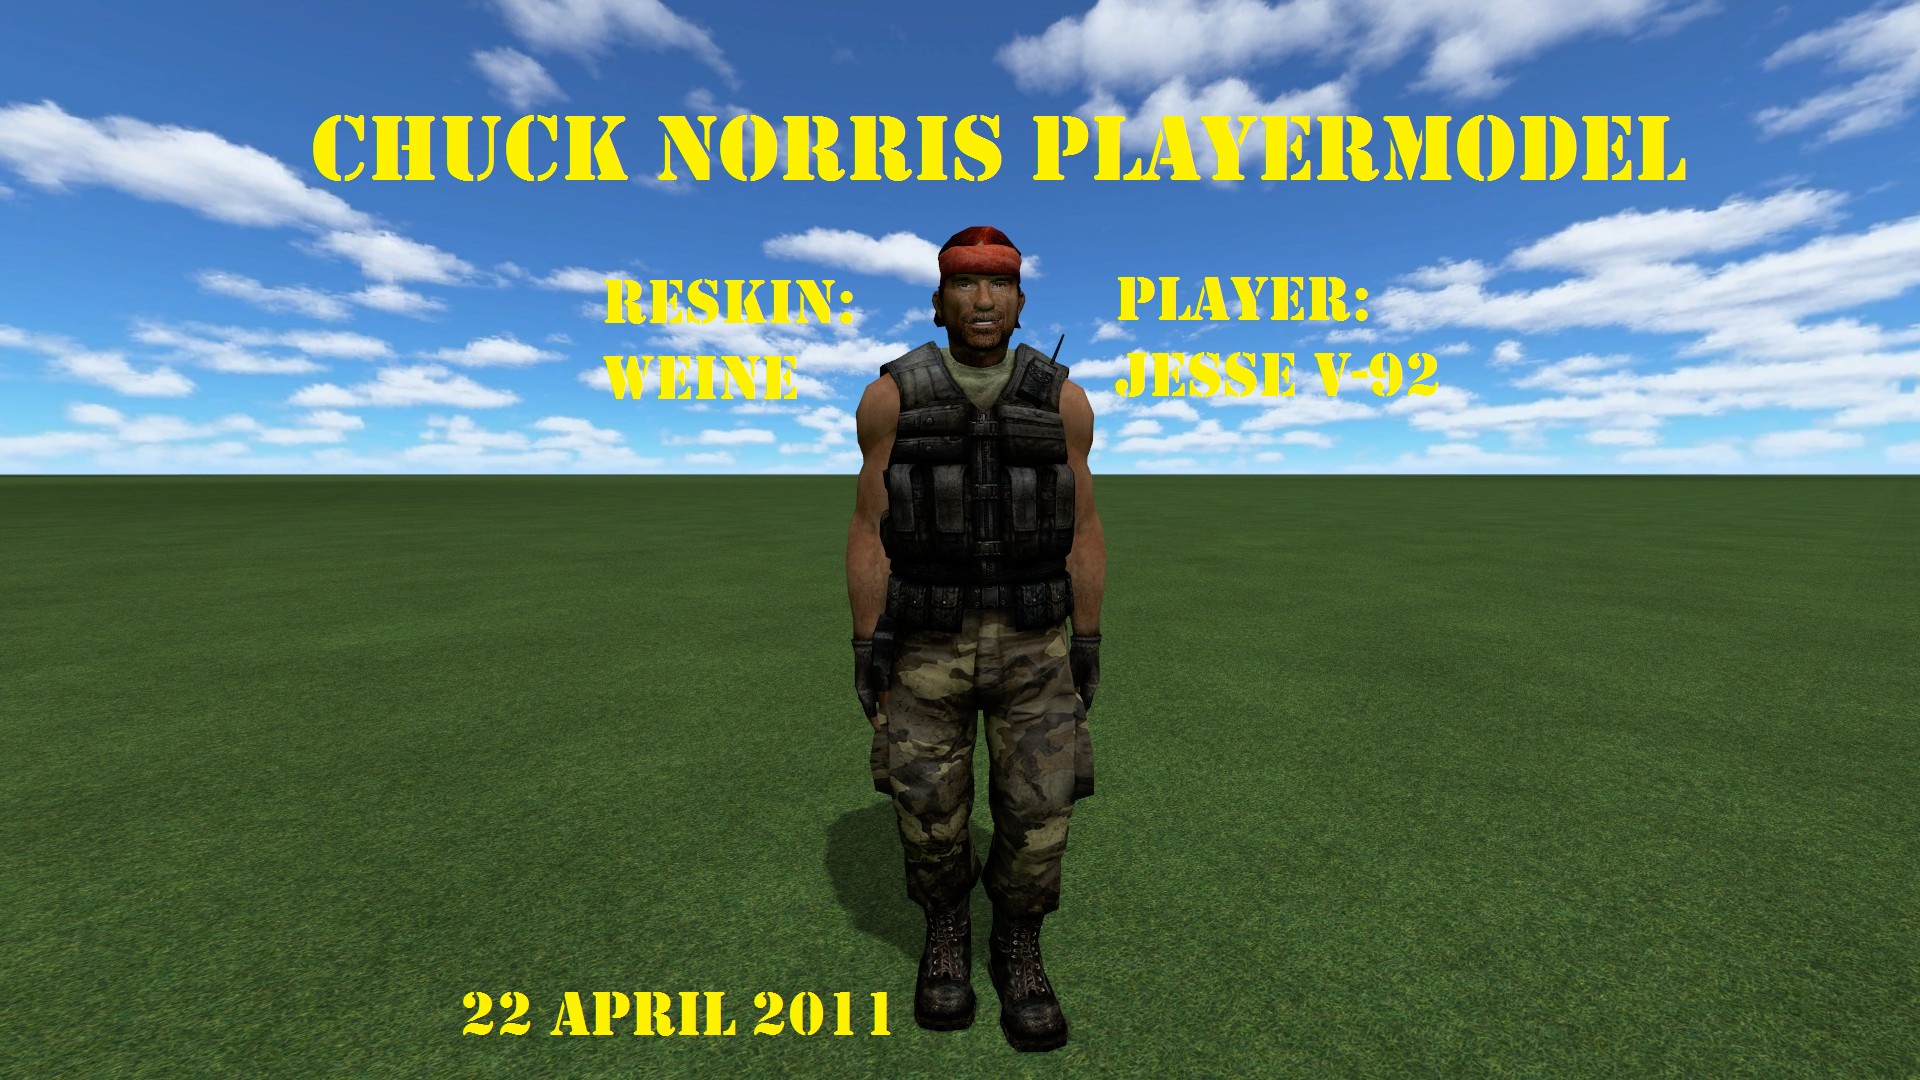 CHUCK NORRIS PLAYERMODEL
RESKIN:
WEINE
PLAYER:
JESSE V-92
22 APRIL 2011